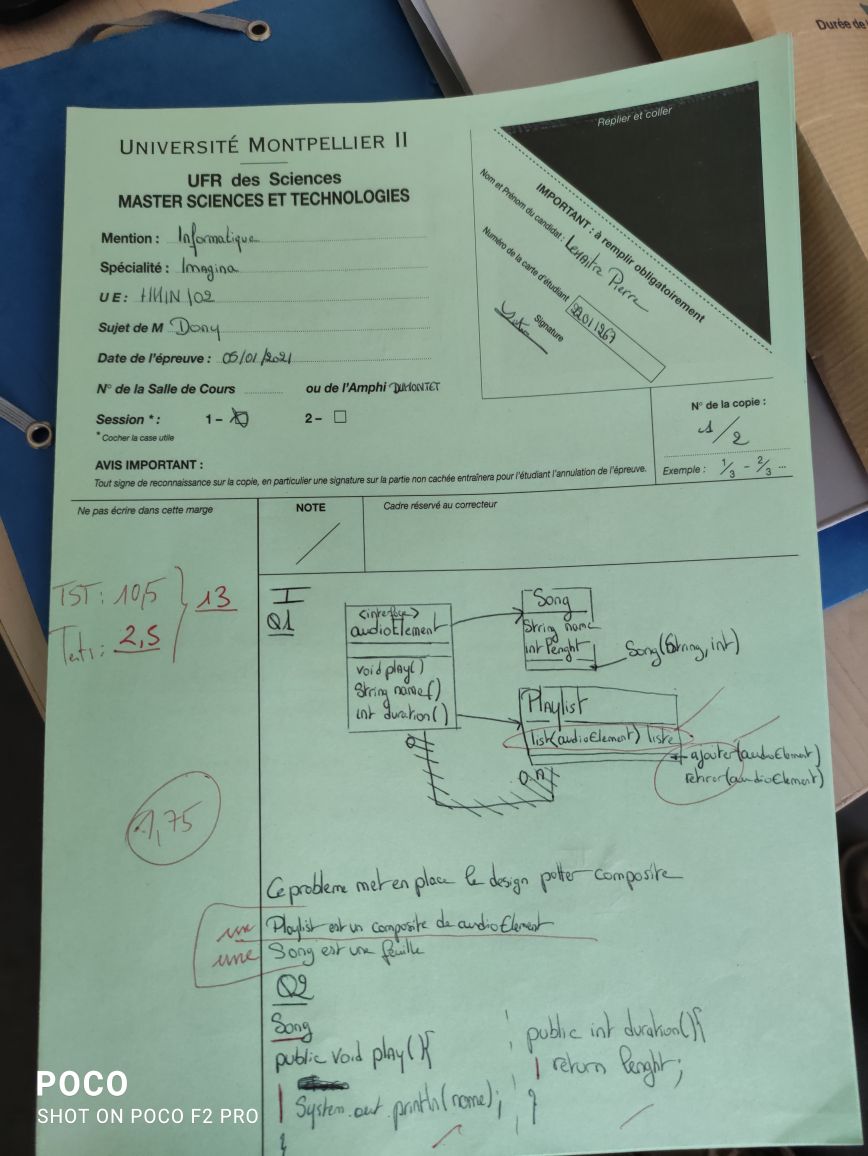 Durée de
UNIVERSITÉ MONTPELLIER II
UFR des Sciences
MASTER SCIENCES ET TECHNOLOGIES
Mention : Informatique
Spécialité : Imagina
UE : HMIN102
Sujet de M Dony
Date de l'épreuve : 05/01/2021
N° de la Salle de Cours ou de l'Amphi DUMONTET
Session * : 1 – 2 –
* Cocher la case utile
Replier et coller
IMPORTANT : à remplir obligatoirement
Nom et Prénom du candidat : Lemaitre Pierre
Numéro de la carte d'étudiant
Signature
N° de la copie :
1/2
Exemple : 1/3 - 2/3 ...
AVIS IMPORTANT :
Tout signe de reconnaissance sur la copie, en particulier une signature sur la partie non cachée entraînera pour l'étudiant l'annulation de l'épreuve.
Ne pas écrire dans cette marge
NOTE
Cadre réservé au correcteur
TST : 10,5
2,5
13
I
Q1
<interface>
audioElement
void play()
String name()
int duration()
Song
String name
int lenght
Song(String, int)
Playlist
list(audioElement) liste
+ ajouter(audioElement)
retirer(audioElement)
0.n
1,75
Ce probleme met en place le design patter composite
une Playlist est un composite de audioElement
une Song est une feuille
Q2
Song
public void play(){
System.out.println(name);
}
public int duration(){
return lenght;
}
POCO
SHOT ON POCO F2 PRO